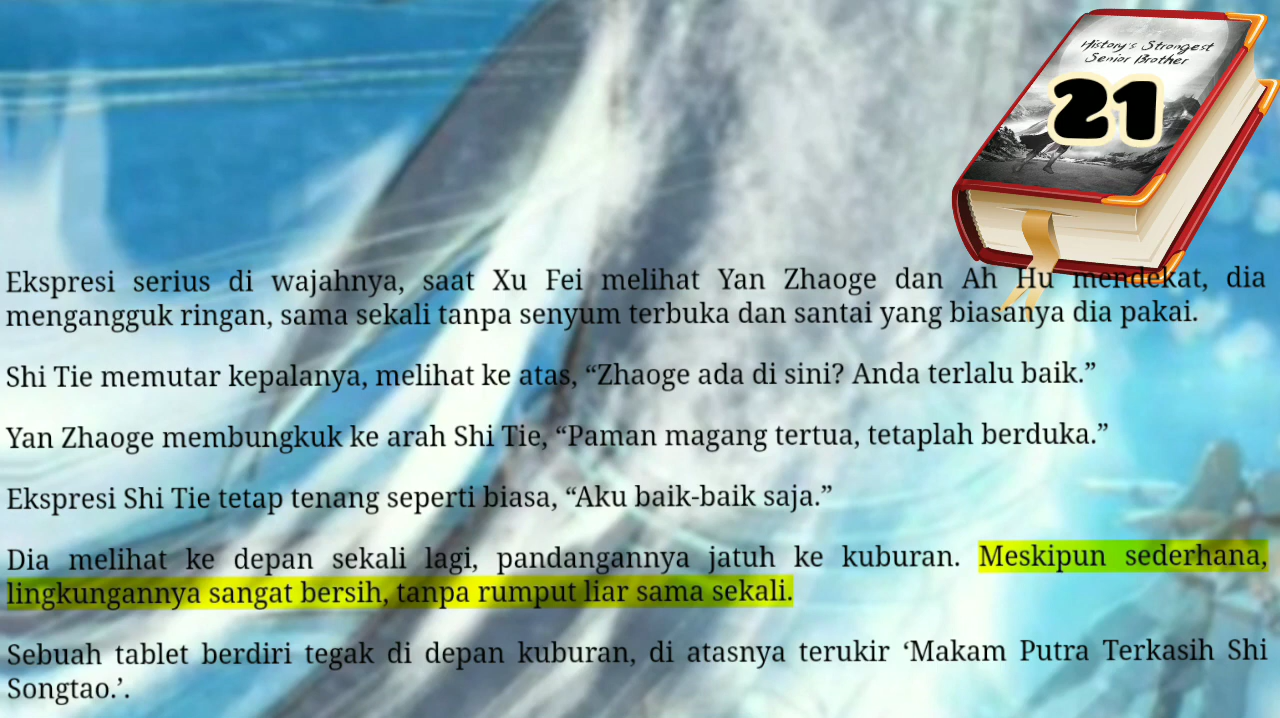 History's Strongest
Senior Brother
21
Ekspresi serius di wajahnya, saat Xu Fei melihat Yan Zhaoge dan Ah Hu mendekat, dia
mengangguk ringan, sama sekali tanpa senyum terbuka dan santai yang biasanya dia pakai.
Shi Tie memutar kepalanya, melihat ke atas, “Zhaoge ada di sini? Anda terlalu baik.”
Yan Zhaoge membungkuk ke arah Shi Tie, “Paman magang tertua, tetaplah berduka.”
Ekspresi Shi Tie tetap tenang seperti biasa, “Aku baik-baik saja.”
Dia melihat ke depan sekali lagi, pandangannya jatuh ke kuburan. Meskipun sederhana,
lingkungannya sangat bersih, tanpa rumput liar sama sekali.
Sebuah tablet berdiri tegak di depan kuburan, di atasnya terukir ‘Makam Putra Terkasih Shi
Songtao.’.